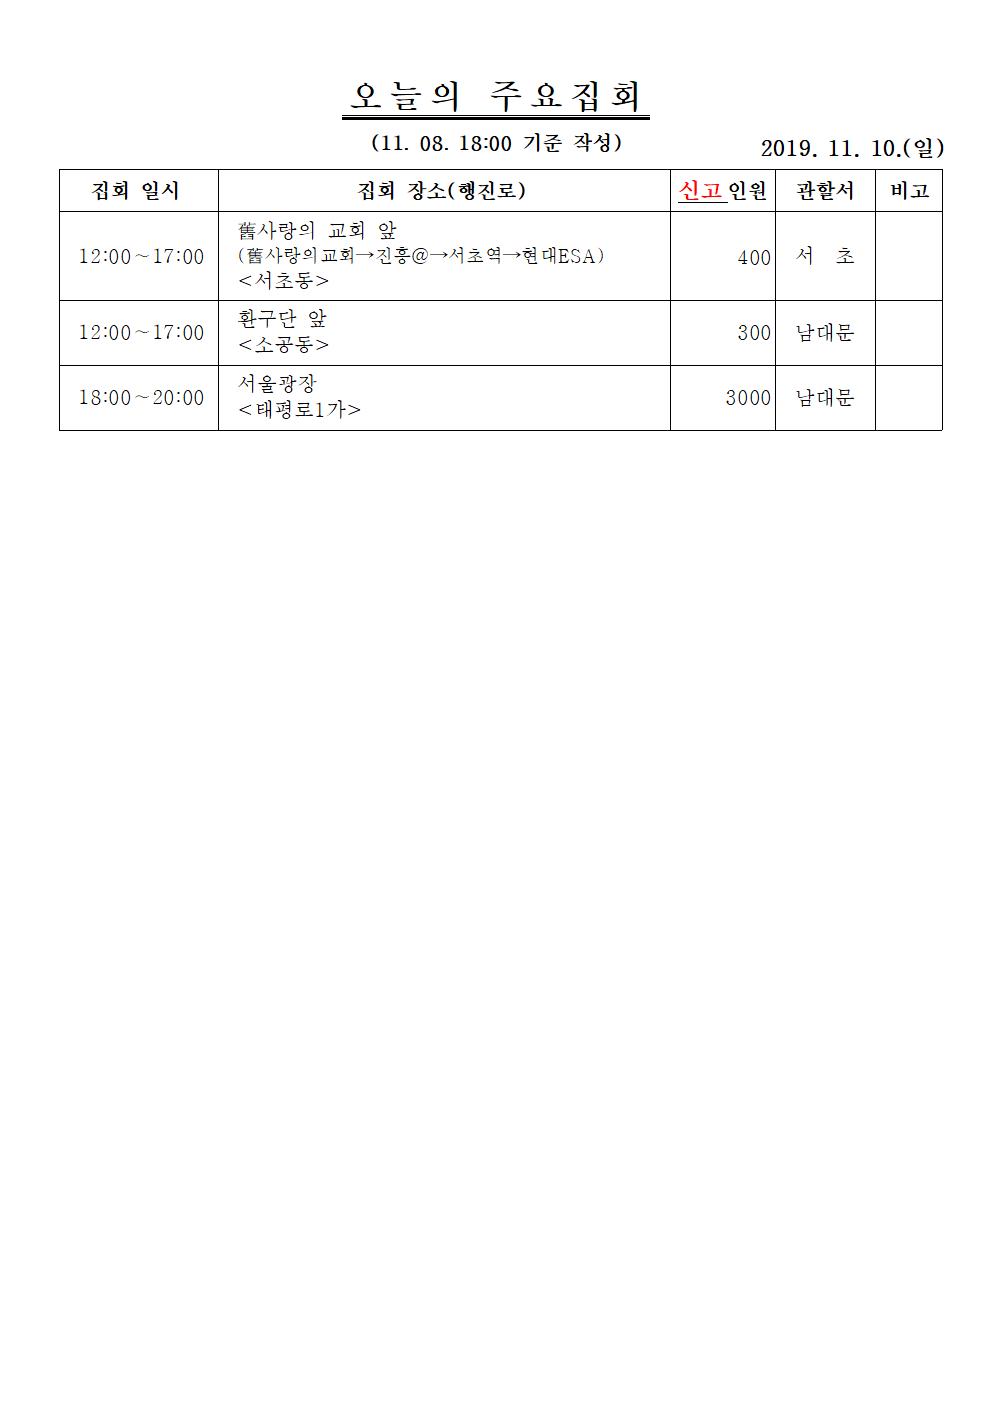 오늘의 주요집회
(11. 08. 18:00 기준 작성)
2019. 11. 10.(일)
집회 일시 집회 장소(행진로) 신고인원 관할서 비고
舊사랑의 교회 앞
12:00~17:00 (舊사랑의교회→진흥@→서초역→현대ESA) 400 서 초
<서초동>
환구단 앞
12:00~17:00 300 남대문
<소공동>
서울광장
18:00~20:00 3000 남대문
<태평로1가>